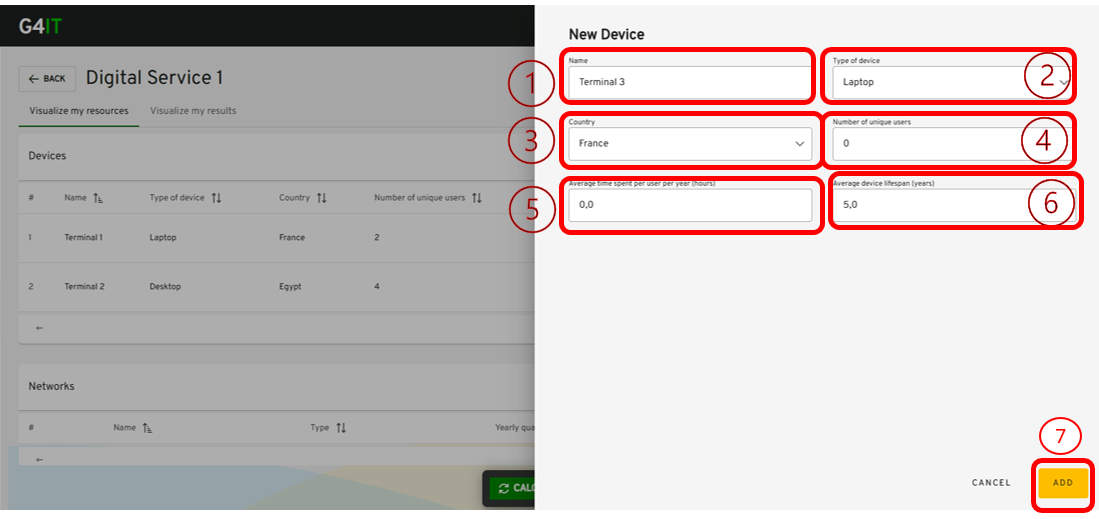 G4IT
← BACK
Digital Service 1
Visualize my resources
Visualize my results
Devices
# Name Type of device Country Number of unique users
1 Terminal 1 Laptop France 2
2 Terminal 2 Desktop Egypt 4
←
Networks
# Name Type Yearly qua
←
CALC
New Device
1
Name
Terminal 3
2
Type of device
Laptop
3
Country
France
4
Number of unique users
0
5
Average time spent per user per year (hours)
0,0
6
Average device lifespan (years)
5,0
7
CANCEL
ADD